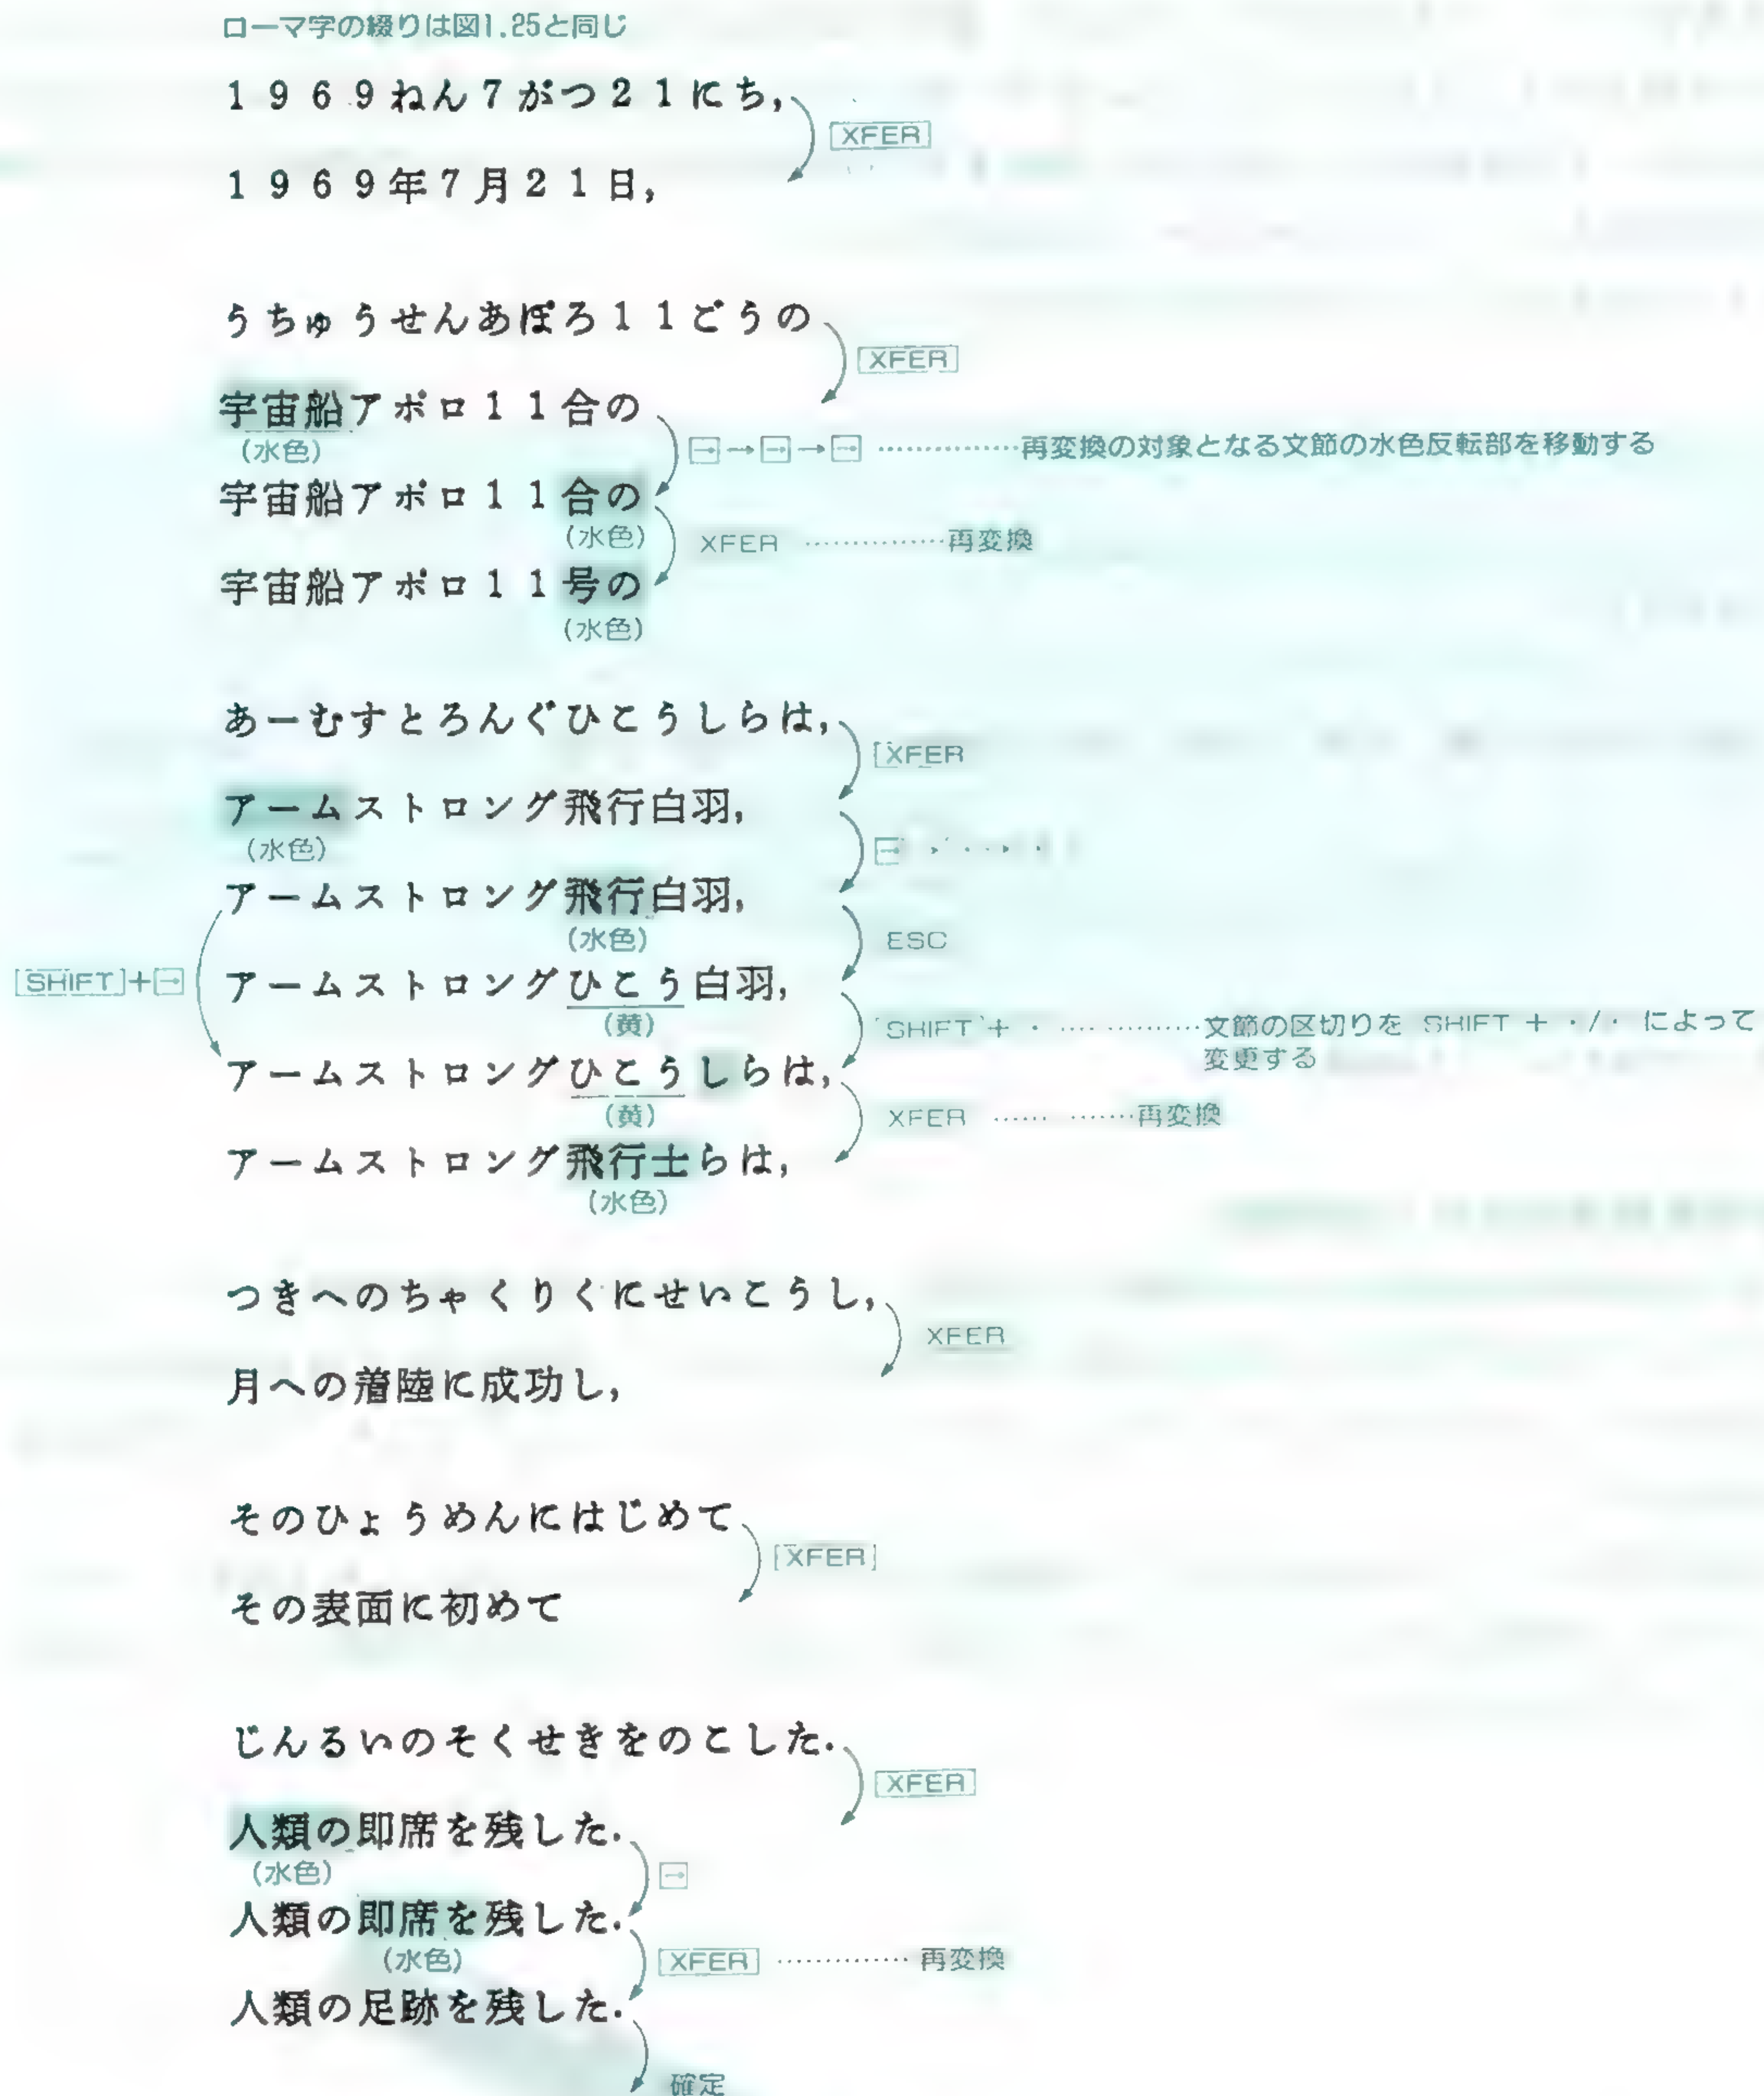 ローマ字の綴りは図1.25と同じ
1969ねん7がつ21にち,
XFER
1969年7月21日,
うちゅうせんあぽろ11ごうの
XFER
宇宙船アポロ11合の
(水色)
→→→→→ ……………再変換の対象となる文節の水色反転部を移動する
宇宙船アポロ11合の
(水色)
XFER ……………再変換
宇宙船アポロ11号の
(水色)
あーむすとろんぐひこうしらは,
XFER
アームストロング飛行白羽,
(水色)
→
アームストロング飛行白羽,
(水色)
ESC
SHIFT+→
アームストロングひこう白羽,
(黄)
SHIFT + ……………文節の区切りを SHIFT + / によって
変更する
アームストロングひこうしらは,
(黄)
XFER ……………再変換
アームストロング飛行士らは,
(水色)
つきへのちゃくりくにせいこうし,
XFER
月への着陸に成功し,
そのひょうめんにはじめて
XFER
その表面に初めて
じんるいのそくせきをのこした.
XFER
人類の即席を残した.
(水色)
→
人類の即席を残した.
(水色)
XFER ……………再変換
人類の足跡を残した.
確定